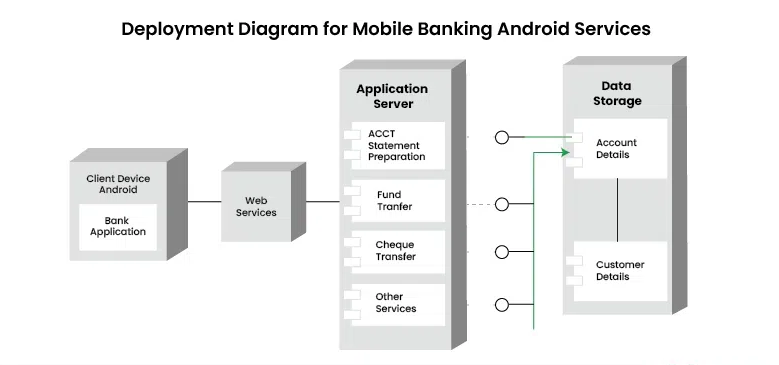 Deployment Diagram for Mobile Banking Android Services
Client Device
Android
Bank
Application
Web
Services
Application
Server
ACCT
Statement
Preparation
Fund
Tranfer
Cheque
Transfer
Other
Services
Data
Storage
Account
Details
Customer
Details